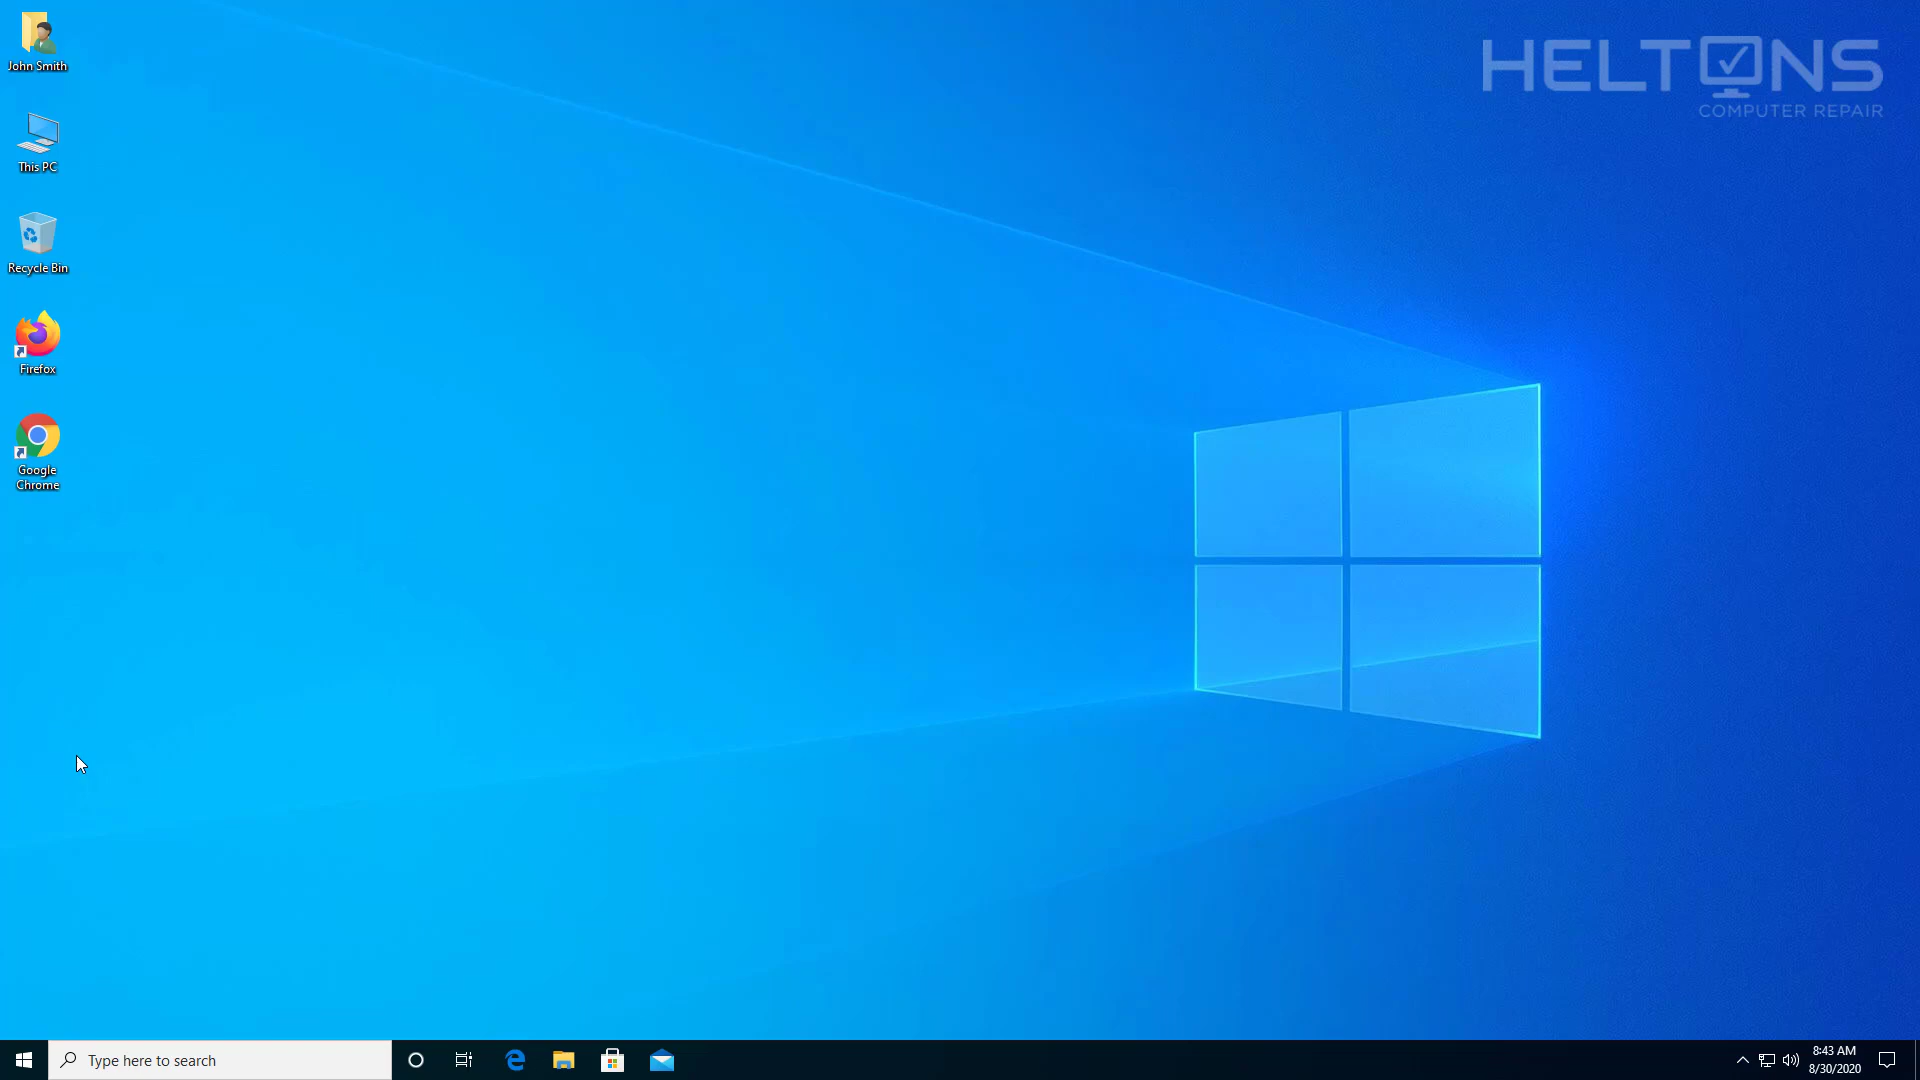 John Smith
This PC
Recycle Bin
Firefox
Google
Chrome
HELTONS
COMPUTER REPAIR
Type here to search
8:43 AM
8/30/2020